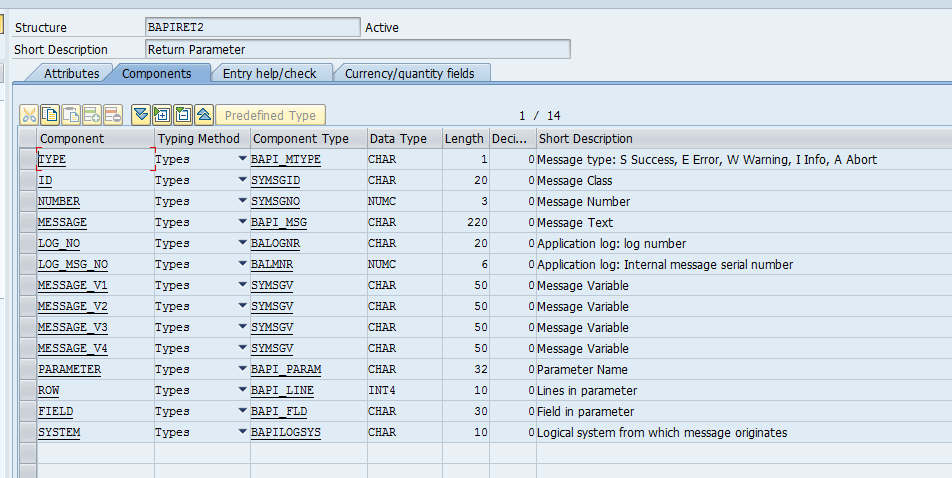 Structure BAPIRET2 Active
Short Description Return Parameter
Attributes Components Entry help/check Currency/quantity fields
Predefined Type 1 / 14
Component Typing Method Component Type Data Type Length Deci... Short Description
TYPE Types BAPI_MTYPE CHAR 1 0 Message type: S Success, E Error, W Warning, I Info, A Abort
ID Types SYMSGID CHAR 20 0 Message Class
NUMBER Types SYMSGNO NUMC 3 0 Message Number
MESSAGE Types BAPI_MSG CHAR 220 0 Message Text
LOG_NO Types BALOGNR CHAR 20 0 Application log: log number
LOG_MSG_NO Types BALMNR NUMC 6 0 Application log: Internal message serial number
MESSAGE_V1 Types SYMSGV CHAR 50 0 Message Variable
MESSAGE_V2 Types SYMSGV CHAR 50 0 Message Variable
MESSAGE_V3 Types SYMSGV CHAR 50 0 Message Variable
MESSAGE_V4 Types SYMSGV CHAR 50 0 Message Variable
PARAMETER Types BAPI_PARAM CHAR 32 0 Parameter Name
ROW Types BAPI_LINE INT4 10 0 Lines in parameter
FIELD Types BAPI_FLD CHAR 30 0 Field in parameter
SYSTEM Types BAPILOGSYS CHAR 10 0 Logical system from which message originates